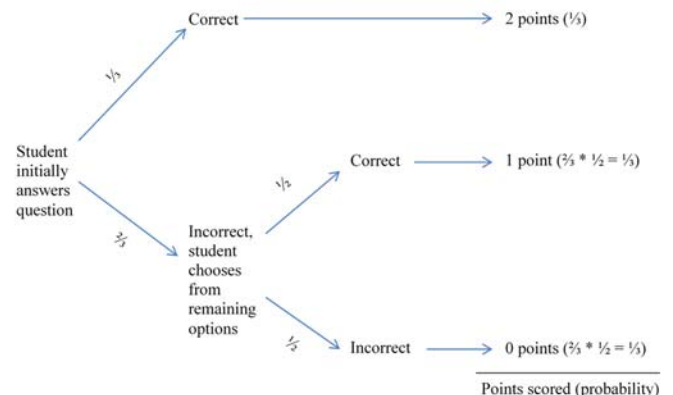 Correct
2 points (⅓)
⅓
Student
initially
answers
question
Correct
1 point (⅔ * ½ = ⅓)
½
⅔
Incorrect,
student
chooses
from
remaining
options
½
Incorrect
0 points (⅔ * ½ = ⅓)
Points scored (probability)